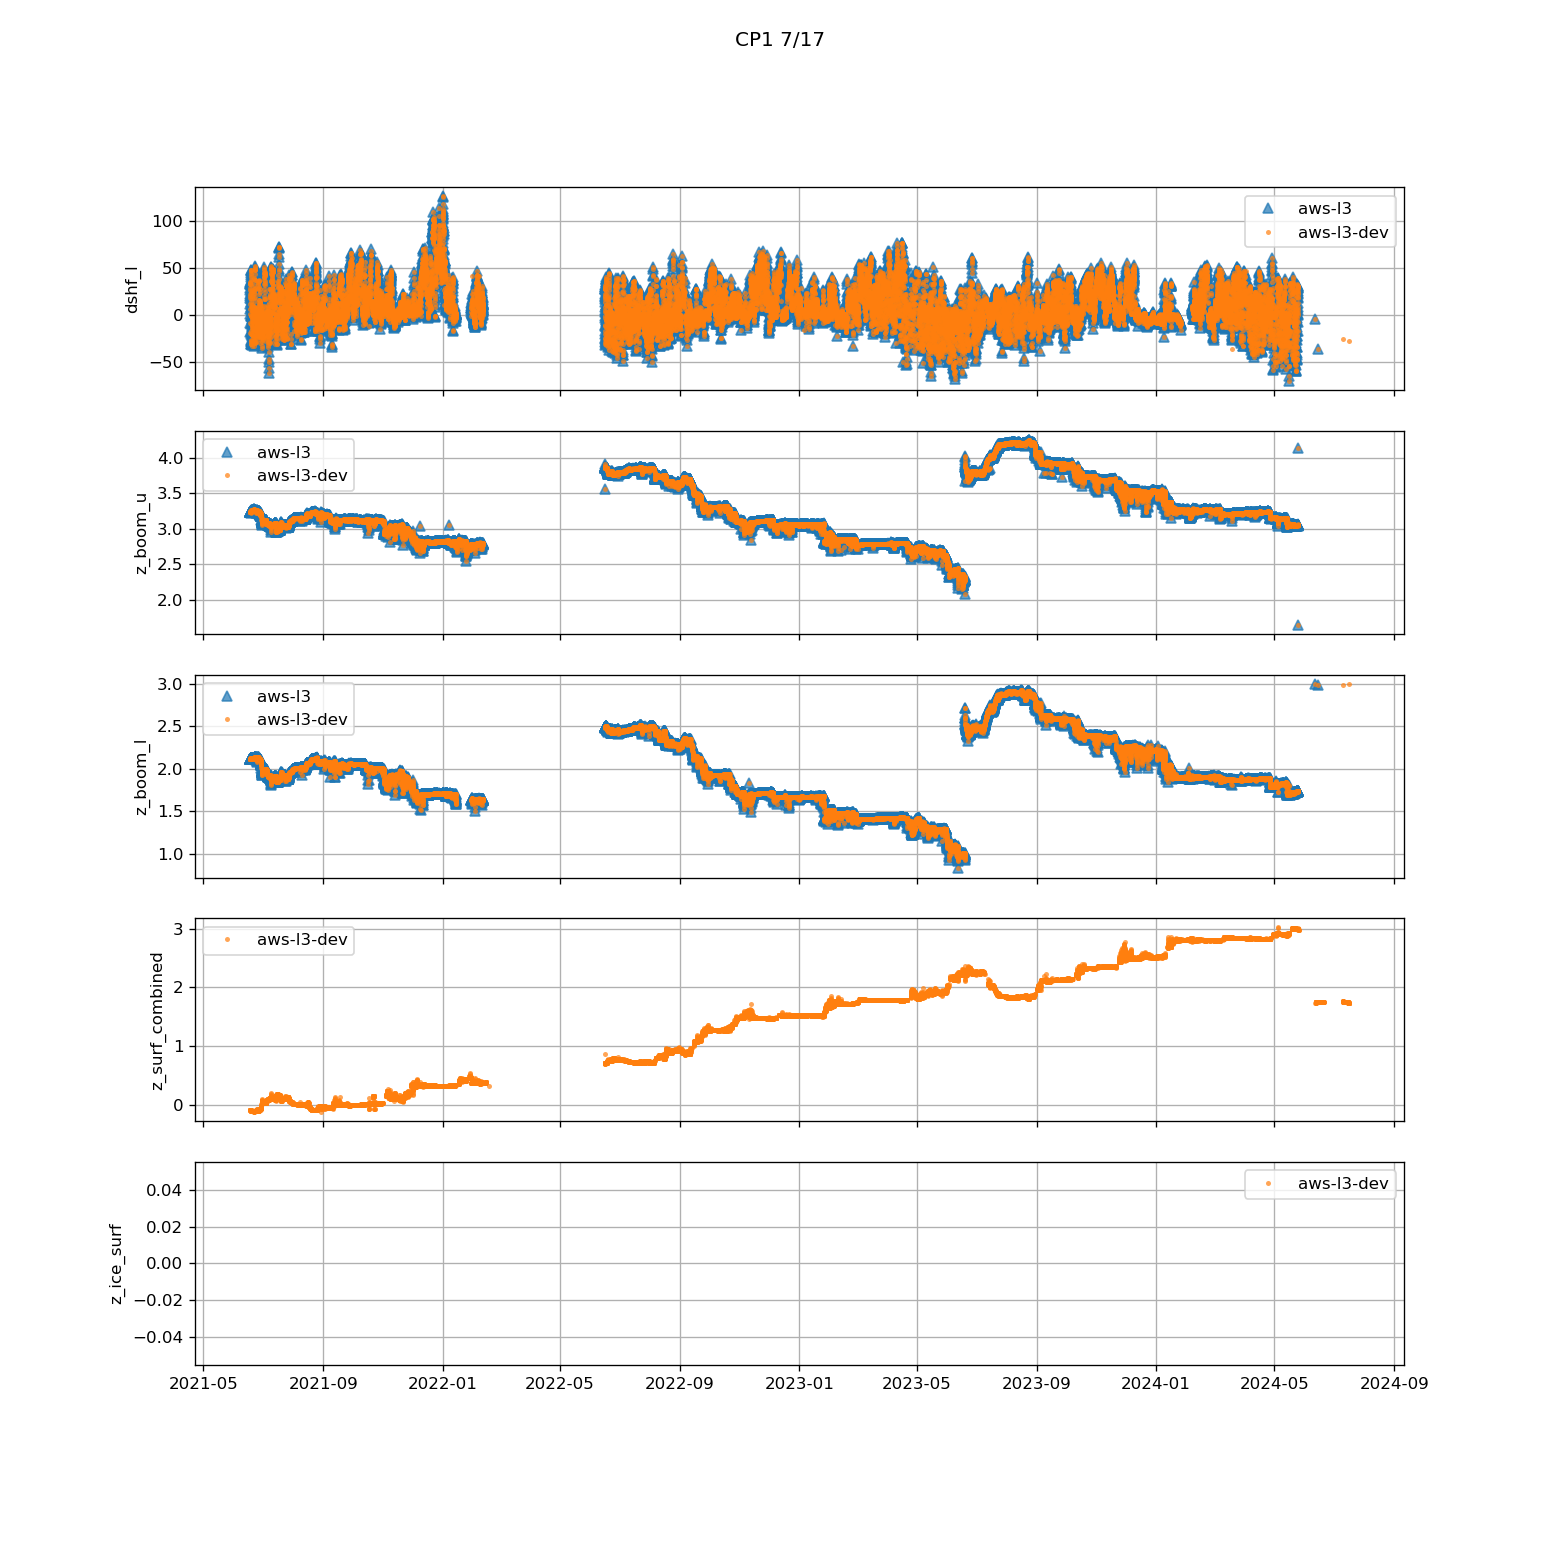 CP1 7/17
100
50
0
−50
dshf_l
aws-l3
aws-l3-dev
4.0
3.5
3.0
2.5
2.0
z_boom_u
aws-l3
aws-l3-dev
3.0
2.5
2.0
1.5
1.0
z_boom_l
aws-l3
aws-l3-dev
3
2
1
0
z_surf_combined
aws-l3-dev
0.04
0.02
0.00
−0.02
−0.04
z_ice_surf
aws-l3-dev
2021-05 2021-09 2022-01 2022-05 2022-09 2023-01 2023-05 2023-09 2024-01 2024-05 2024-09